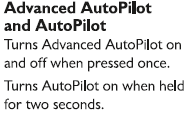 Advanced AutoPilot
and AutoPilot
Turns Advanced AutoPilot on
and off when pressed once.
Turns AutoPilot on when held
for two seconds.